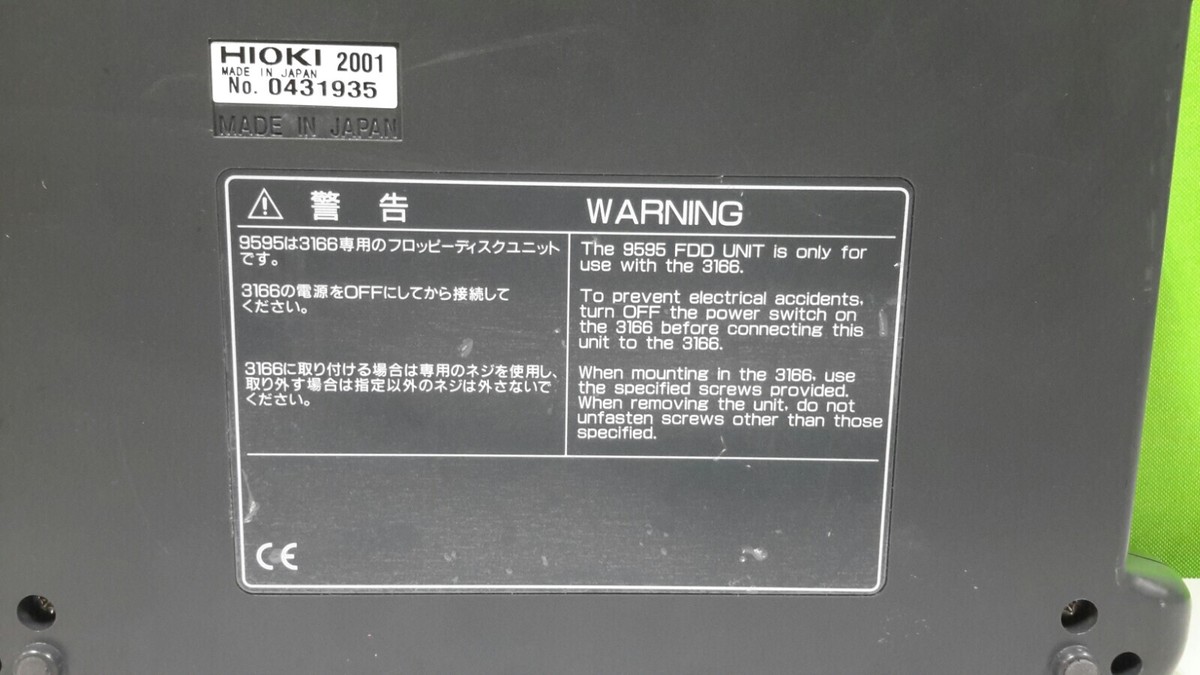 HIOKI 2001
MADE IN JAPAN
No. 0431935
MADE IN JAPAN
警 告
9595は3166専用のフロッピーディスクユニット
です。
3166の電源をOFFにしてから接続して
ください。
3166に取り付ける場合は専用のネジを使用し、
取り外す場合は指定以外のネジは外さないで
ください。
WARNING
The 9595 FDD UNIT is only for
use with the 3166.
To prevent electrical accidents,
turn OFF the power switch on
the 3166 before connecting this
unit to the 3166.
When mounting in the 3166, use
the specified screws provided.
When removing the unit, do not
unfasten screws other than those
specified.
CE